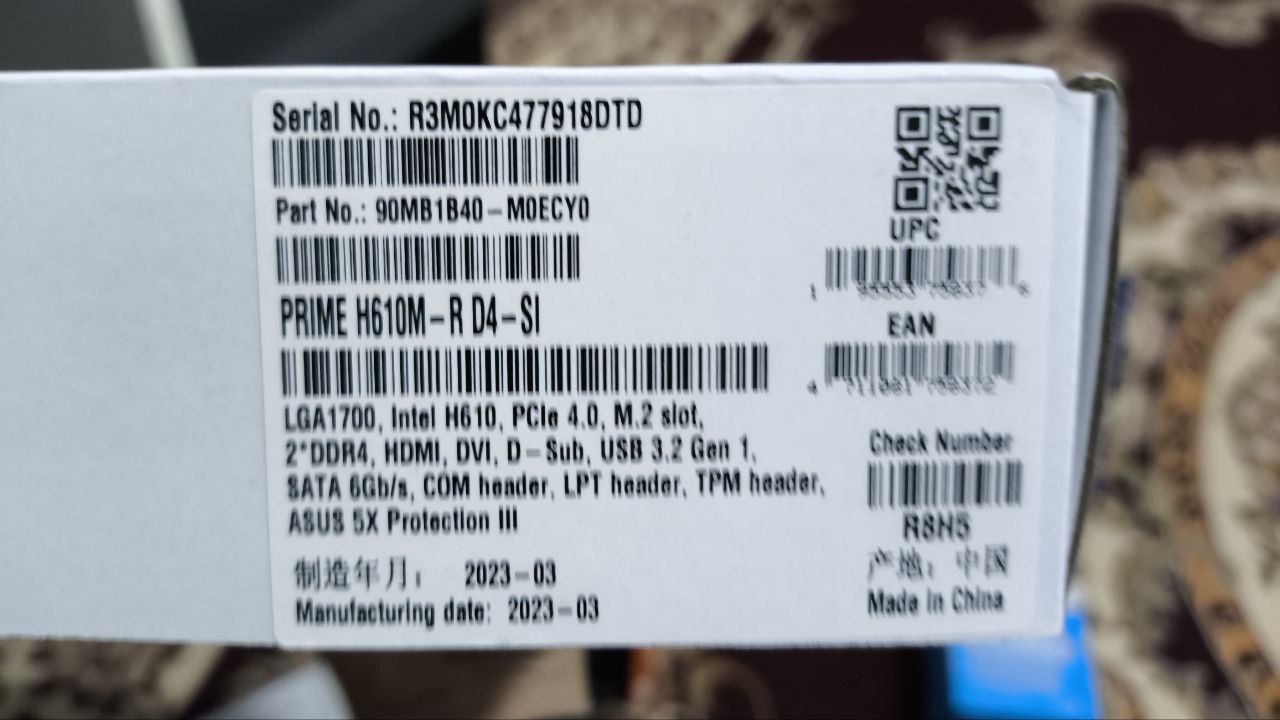 Serial No.: R3M0KC477918DTD
Part No.: 90MB1B40-M0ECY0
UPC
PRIME H610M-R D4-SI
EAN
4 711081 758372
LGA1700, Intel H610, PCIe 4.0, M.2 slot,
2*DDR4, HDMI, DVI, D-Sub, USB 3.2 Gen 1,
SATA 6Gb/s, COM header, LPT header, TPM header,
ASUS 5X Protection III
Check Number
R8H5
制造年月: 2023-03
产地: 中国
Manufacturing date: 2023-03
Made in China